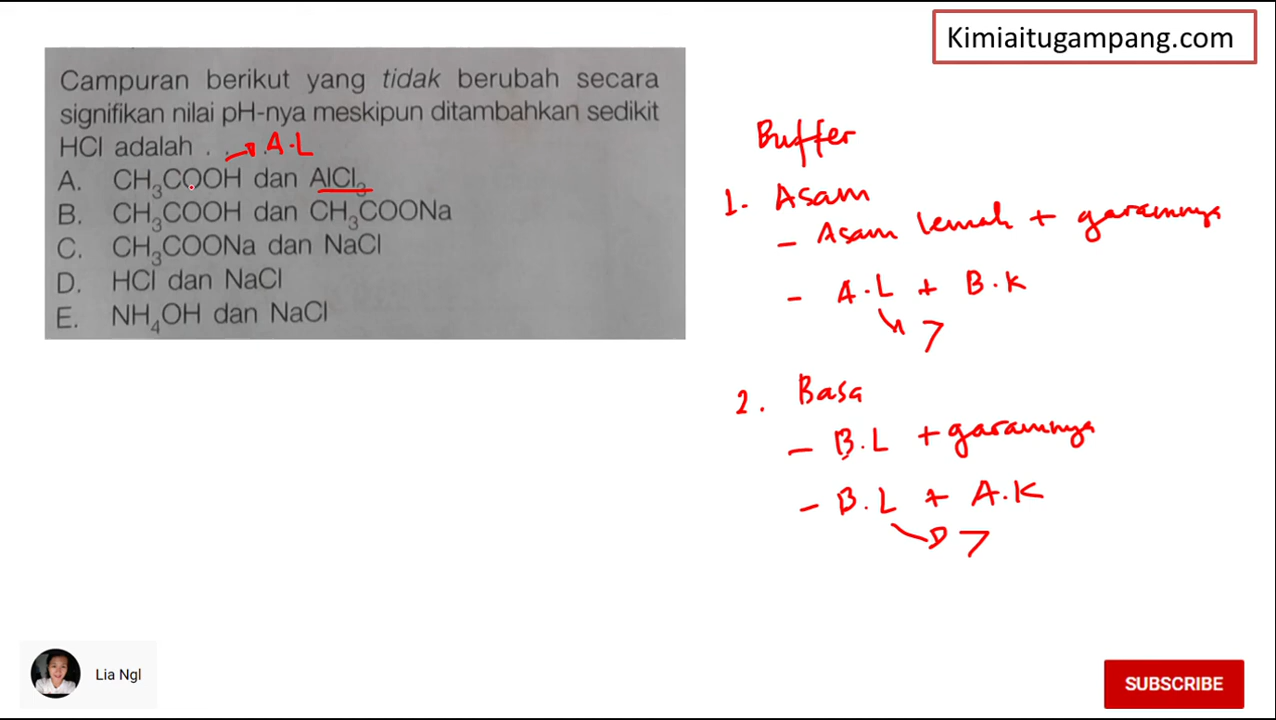 Kimiaitugampang.com
Campuran berikut yang tidak berubah secara
signifikan nilai pH-nya meskipun ditambahkan sedikit
HCl adalah . . . A.L
A. CH₃COOH dan AlCl₃
B. CH₃COOH dan CH₃COONa
C. CH₃COONa dan NaCl
D. HCl dan NaCl
E. NH₄OH dan NaCl
Buffer
1. Asam
- Asam lemah + garamnya
- A.L + B.K
>
2. Basa
- B.L + garamnya
- B.L + A.K
>
Lia Ngl
SUBSCRIBE